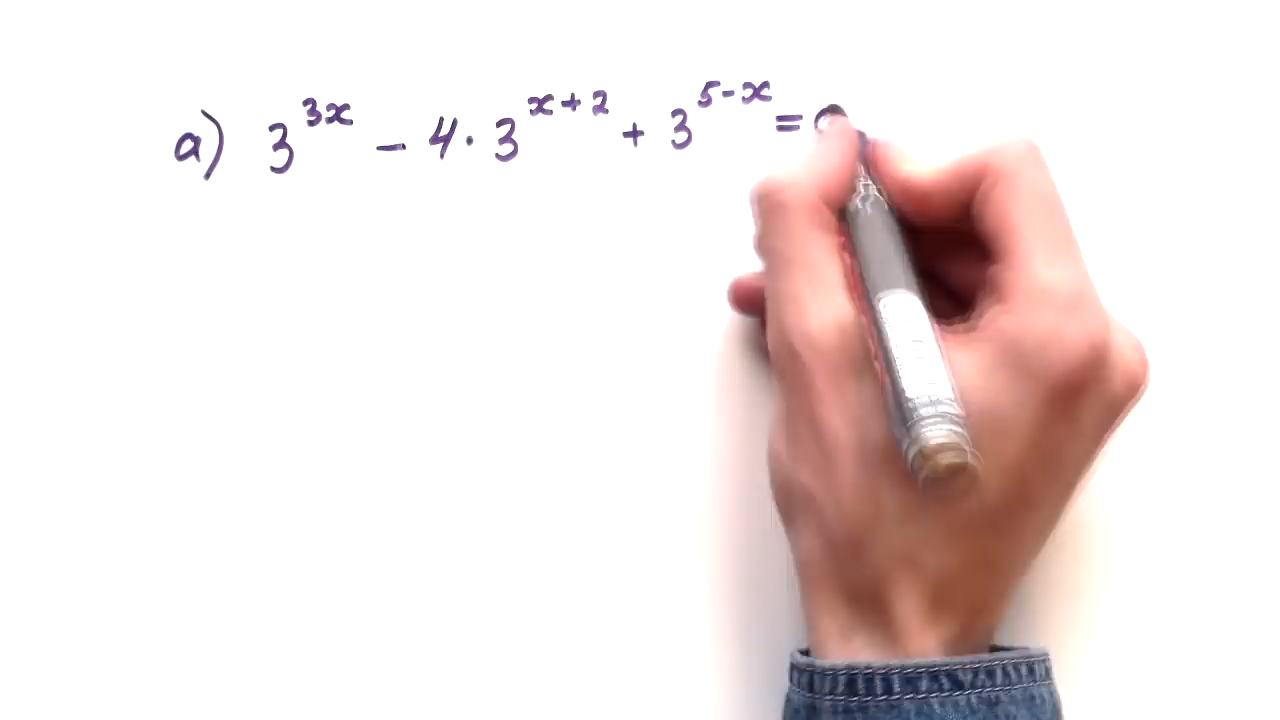 a) 3^{3x} - 4 · 3^{x+2} + 3^{5-x} =